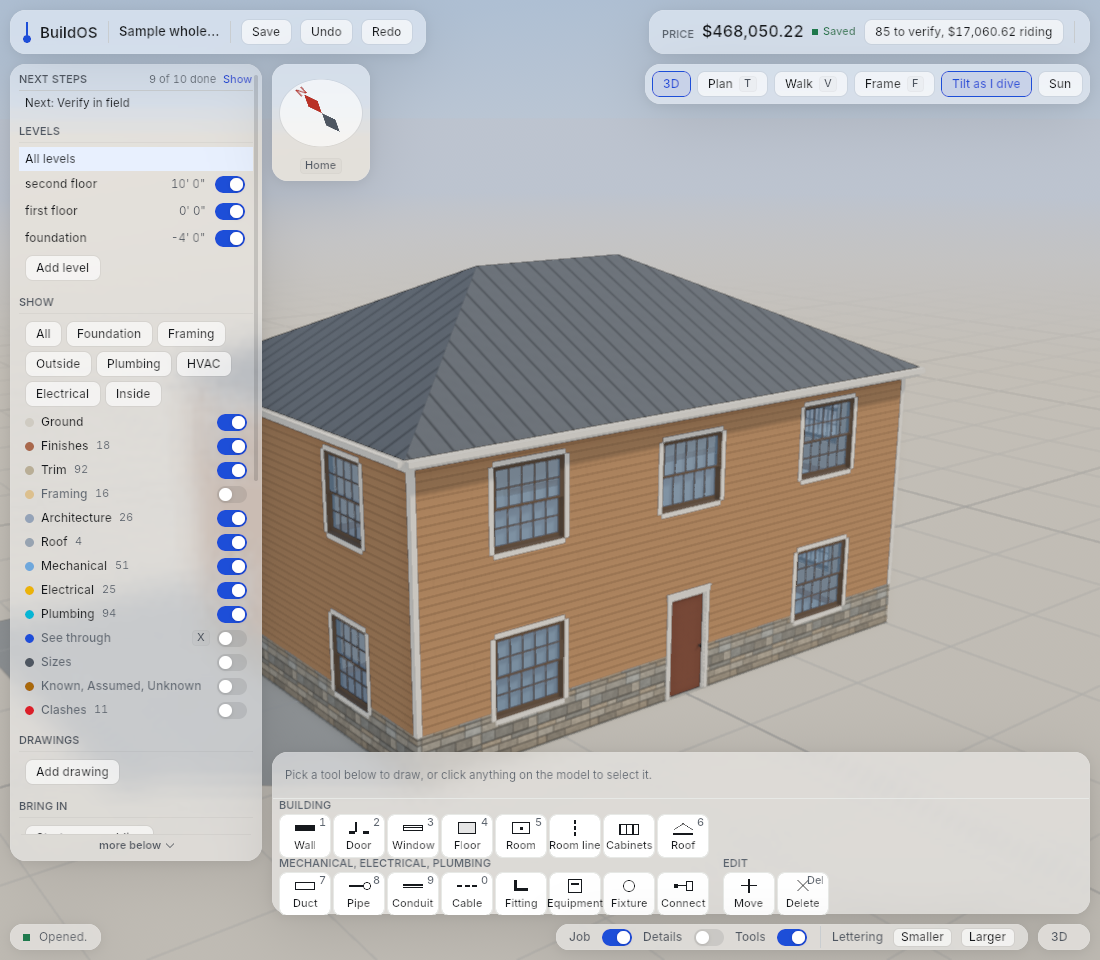 BuildOS
Sample whole...
Save
Undo
Redo
PRICE $468,050.22 Saved
85 to verify, $17,060.62 riding
3D
Plan T
Walk V
Frame F
Tilt as I dive
Sun
NEXT STEPS 9 of 10 done Show
Next: Verify in field
LEVELS
All levels
second floor 10' 0"
first floor 0' 0"
foundation -4' 0"
Add level
SHOW
All Foundation Framing
Outside Plumbing HVAC
Electrical Inside
Ground
Finishes 18
Trim 92
Framing 16
Architecture 26
Roof 4
Mechanical 51
Electrical 25
Plumbing 94
See through X
Sizes
Known, Assumed, Unknown
Clashes 11
DRAWINGS
Add drawing
BRING IN
more below
N
Home
Pick a tool below to draw, or click anything on the model to select it.
BUILDING
1 2 3 4 5 6
Wall Door Window Floor Room Room line Cabinets Roof
MECHANICAL, ELECTRICAL, PLUMBING EDIT
7 8 9 0 Del
Duct Pipe Conduit Cable Fitting Equipment Fixture Connect Move Delete
Opened.
Job Details Tools Lettering Smaller Larger 3D